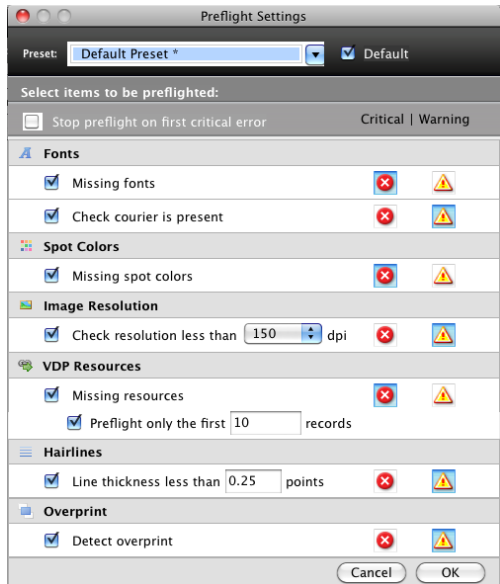 Preflight Settings
Preset: Default Preset * Default
Select items to be preflighted:
Stop preflight on first critical error Critical | Warning
Fonts
Missing fonts
Check courier is present
Spot Colors
Missing spot colors
Image Resolution
Check resolution less than 150 dpi
VDP Resources
Missing resources
Preflight only the first 10 records
Hairlines
Line thickness less than 0.25 points
Overprint
Detect overprint
Cancel OK